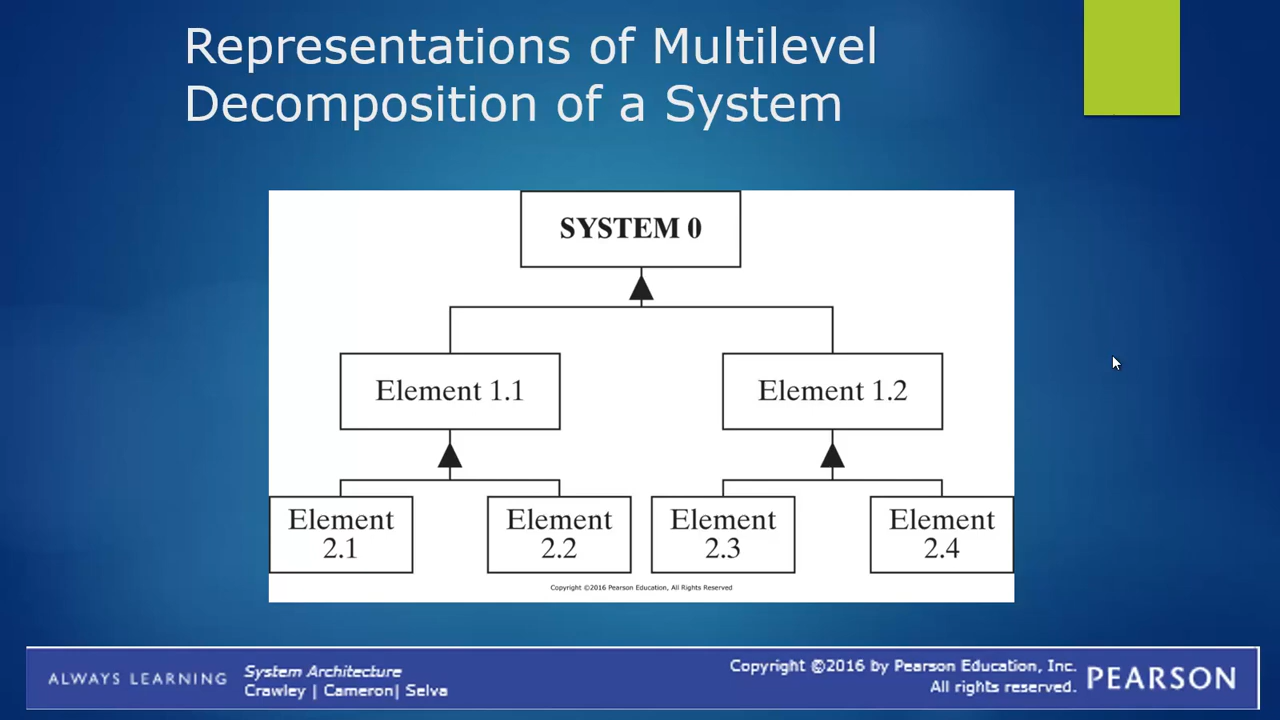 Representations of Multilevel
Decomposition of a System
SYSTEM 0
Element 1.1
Element 1.2
Element
2.1
Element
2.2
Element
2.3
Element
2.4
Copyright ©2016 Pearson Education, All Rights Reserved
ALWAYS LEARNING
System Architecture
Crawley | Cameron| Selva
Copyright ©2016 by Pearson Education, Inc.
All rights reserved.
PEARSON